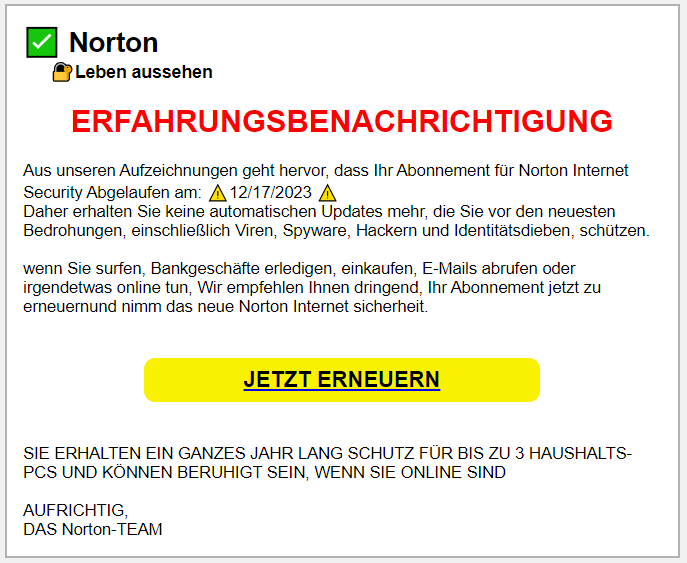 Norton
Leben aussehen
ERFAHRUNGSBENACHRICHTIGUNG
Aus unseren Aufzeichnungen geht hervor, dass Ihr Abonnement für Norton Internet
Security Abgelaufen am: ⚠12/17/2023 ⚠
Daher erhalten Sie keine automatischen Updates mehr, die Sie vor den neuesten
Bedrohungen, einschließlich Viren, Spyware, Hackern und Identitätsdieben, schützen.
wenn Sie surfen, Bankgeschäfte erledigen, einkaufen, E-Mails abrufen oder
irgendetwas online tun, Wir empfehlen Ihnen dringend, Ihr Abonnement jetzt zu
erneuernund nimm das neue Norton Internet sicherheit.
JETZT ERNEUERN
SIE ERHALTEN EIN GANZES JAHR LANG SCHUTZ FÜR BIS ZU 3 HAUSHALTS-
PCS UND KÖNNEN BERUHIGT SEIN, WENN SIE ONLINE SIND
AUFRICHTIG,
DAS Norton-TEAM